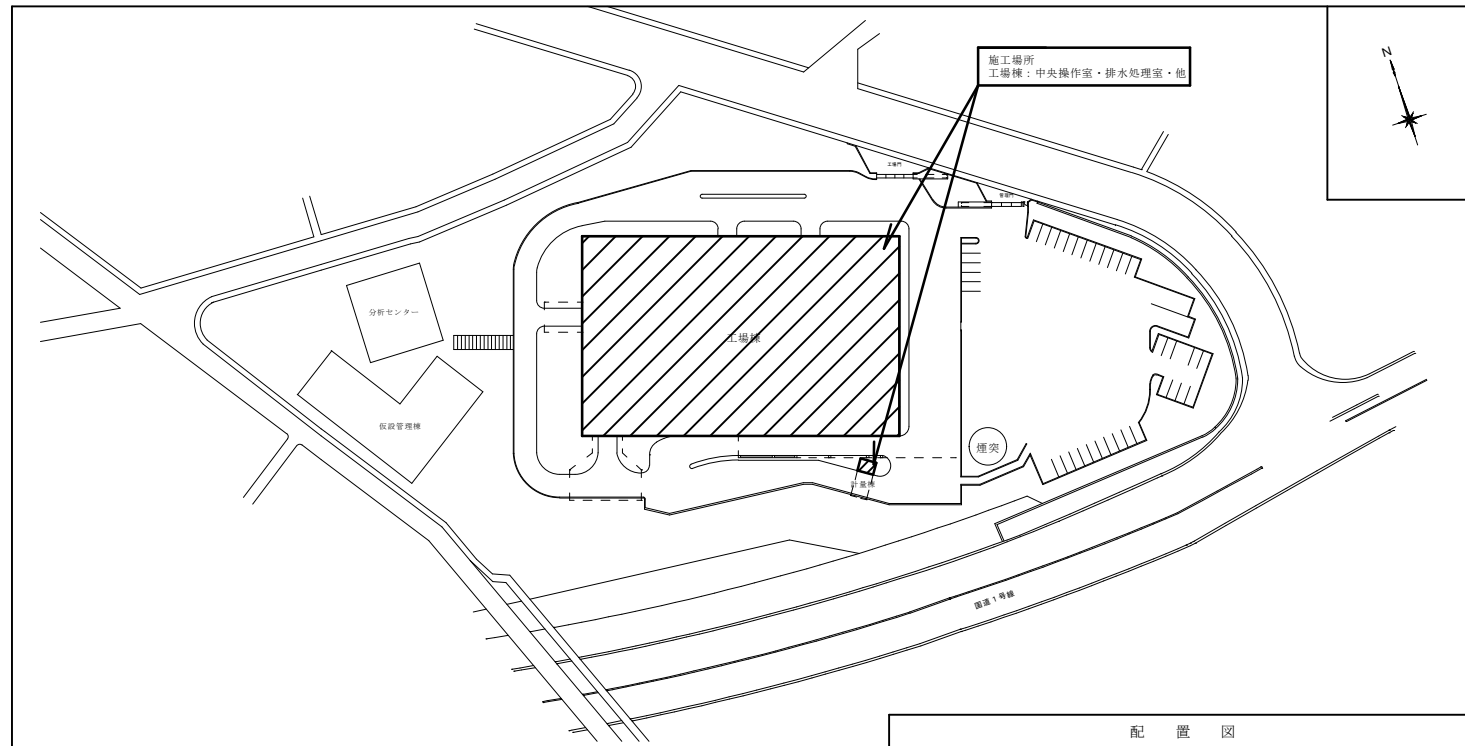 施工場所
工場棟：中央操作室・排水処理室・他
N
工場門
管理門
分析センター
工場棟
仮設管理棟
煙突
計量棟
国道1号線
配置図